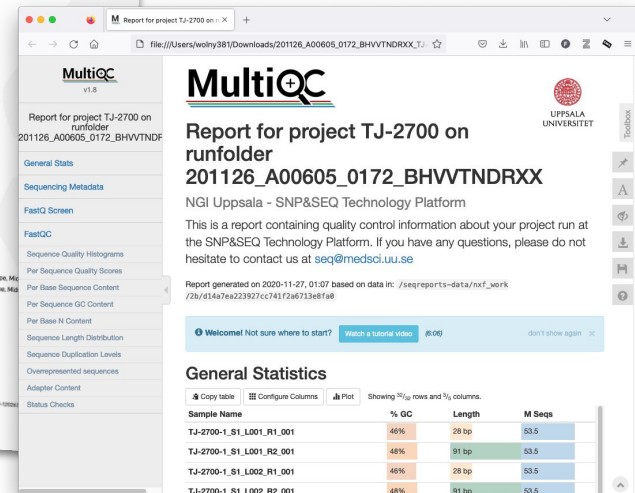 Report for project TJ-2700 on r
file:///Users/wolny381/Downloads/201126_A00605_0172_BHVVTNDRXX_TJ-
MultiQC
v1.8
Report for project TJ-2700 on
runfolder
201126_A00605_0172_BHVVTNDF
General Stats
Sequencing Metadata
FastQ Screen
FastQC
Sequence Quality Histograms
Per Sequence Quality Scores
Per Base Sequence Content
Per Sequence GC Content
Per Base N Content
Sequence Length Distribution
Sequence Duplication Levels
Overrepresented sequences
Adapter Content
Status Checks
MultiQC
UPPSALA
UNIVERSITET
Toolbox
Report for project TJ-2700 on
runfolder
201126_A00605_0172_BHVVTNDRXX
NGI Uppsala - SNP&SEQ Technology Platform
This is a report containing quality control information about your project run at
the SNP&SEQ Technology Platform. If you have any questions, please do not
hesitate to contact us at seq@medsci.uu.se
Report generated on 2020-11-27, 01:07 based on data in: /seqreports-data/nxf_work
/2b/d14a7ea223927cc741f2a6713e8fa0
Welcome! Not sure where to start? Watch a tutorial video (6:06) don't show again
General Statistics
Copy table Configure Columns Plot Showing 32/32 rows and 3/5 columns.
Sample Name % GC Length M Seqs
TJ-2700-1_S1_L001_R1_001 46% 28 bp 53.5
TJ-2700-1_S1_L001_R2_001 48% 91 bp 53.5
TJ-2700-1_S1_L002_R1_001 46% 28 bp 53.5
TJ-2700-1_S1_L002_R2_001 48% 91 bp 53.5